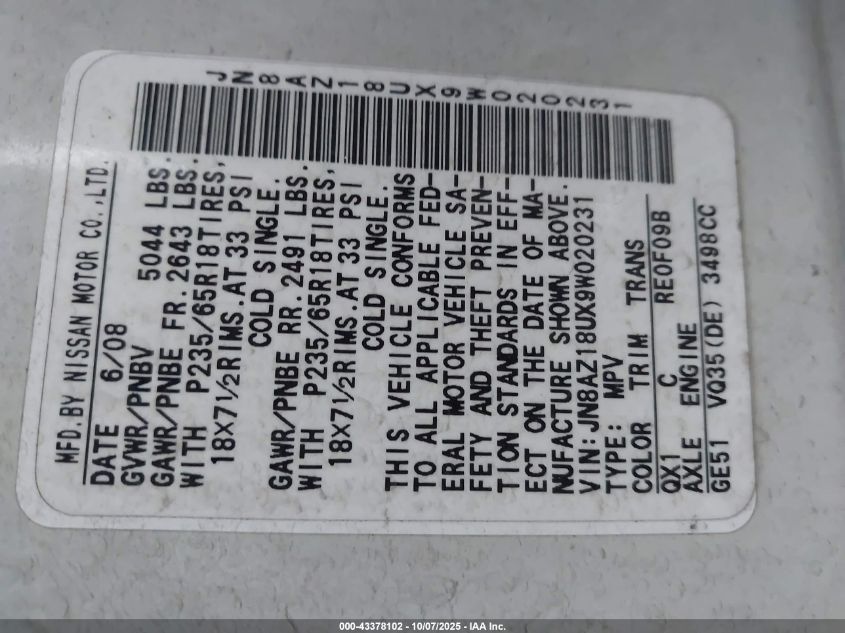 JN8AZ18UX9W020231
MFD.BY NISSAN MOTOR CO.,LTD.
DATE 6/08
GVWR/PNBV 5044 LBS.
GAWR/PNBE FR.2643 LBS.
WITH P235/65R18TIRES,
18X7½RIMS.AT 33 PSI
COLD SINGLE.
GAWR/PNBE RR.2491 LBS.
WITH P235/65R18TIRES,
18X7½RIMS.AT 33 PSI
COLD SINGLE.
THIS VEHICLE CONFORMS
TO ALL APPLICABLE FED-
ERAL MOTOR VEHICLE SA-
FETY AND THEFT PREVEN-
TION STANDARDS IN EFF-
ECT ON THE DATE OF MA-
NUFACTURE SHOWN ABOVE.
VIN:JN8AZ18UX9W020231
TYPE: MPV
COLOR TRIM TRANS
QX1 C RE0F09B
AXLE ENGINE
GE51 VQ35(DE) 3498CC
000-43378102 - 10/07/2025 - IAA Inc.